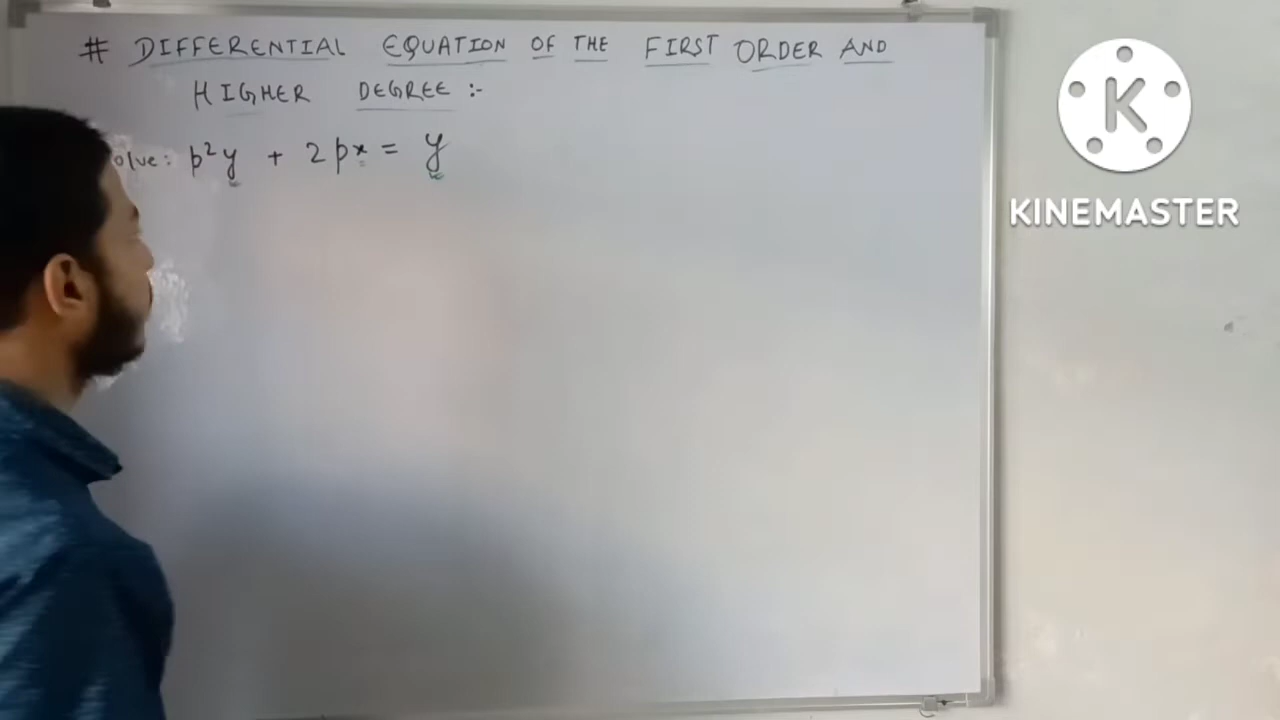 # DIFFERENTIAL EQUATION OF THE FIRST ORDER AND
HIGHER DEGREE :-
olve: p²y + 2px = y
K
KINEMASTER